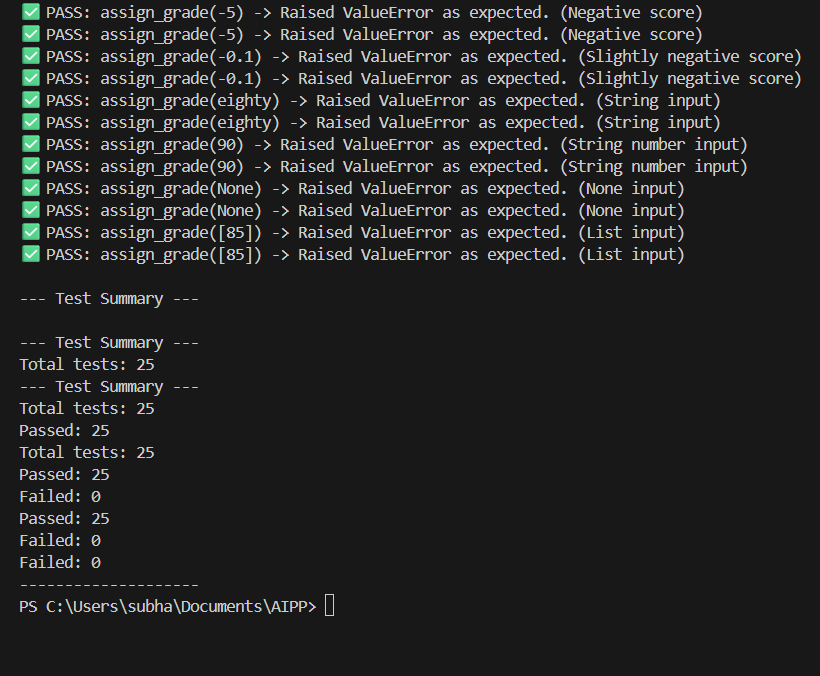 ✅ PASS: assign_grade(-5) -> Raised ValueError as expected. (Negative score)
✅ PASS: assign_grade(-5) -> Raised ValueError as expected. (Negative score)
✅ PASS: assign_grade(-0.1) -> Raised ValueError as expected. (Slightly negative score)
✅ PASS: assign_grade(-0.1) -> Raised ValueError as expected. (Slightly negative score)
✅ PASS: assign_grade(eighty) -> Raised ValueError as expected. (String input)
✅ PASS: assign_grade(eighty) -> Raised ValueError as expected. (String input)
✅ PASS: assign_grade(90) -> Raised ValueError as expected. (String number input)
✅ PASS: assign_grade(90) -> Raised ValueError as expected. (String number input)
✅ PASS: assign_grade(None) -> Raised ValueError as expected. (None input)
✅ PASS: assign_grade(None) -> Raised ValueError as expected. (None input)
✅ PASS: assign_grade([85]) -> Raised ValueError as expected. (List input)
✅ PASS: assign_grade([85]) -> Raised ValueError as expected. (List input)

--- Test Summary ---

--- Test Summary ---
Total tests: 25
--- Test Summary ---
Total tests: 25
Passed: 25
Total tests: 25
Passed: 25
Failed: 0
Passed: 25
Failed: 0
Failed: 0
--------------------
PS C:\Users\subha\Documents\AIPP>